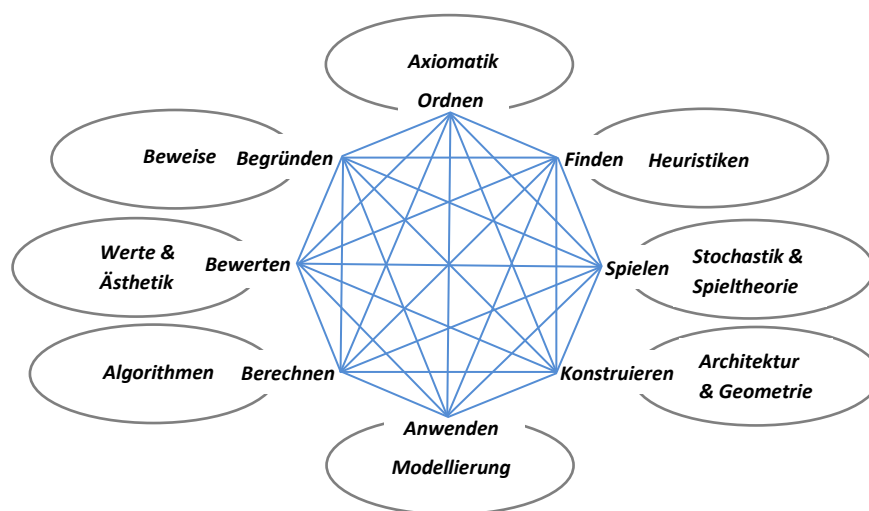 Axiomatik
Ordnen
Beweise Begründen
Finden Heuristiken
Werte &
Ästhetik
Bewerten
Spielen
Stochastik &
Spieltheorie
Algorithmen Berechnen
Konstruieren
Architektur
& Geometrie
Anwenden
Modellierung